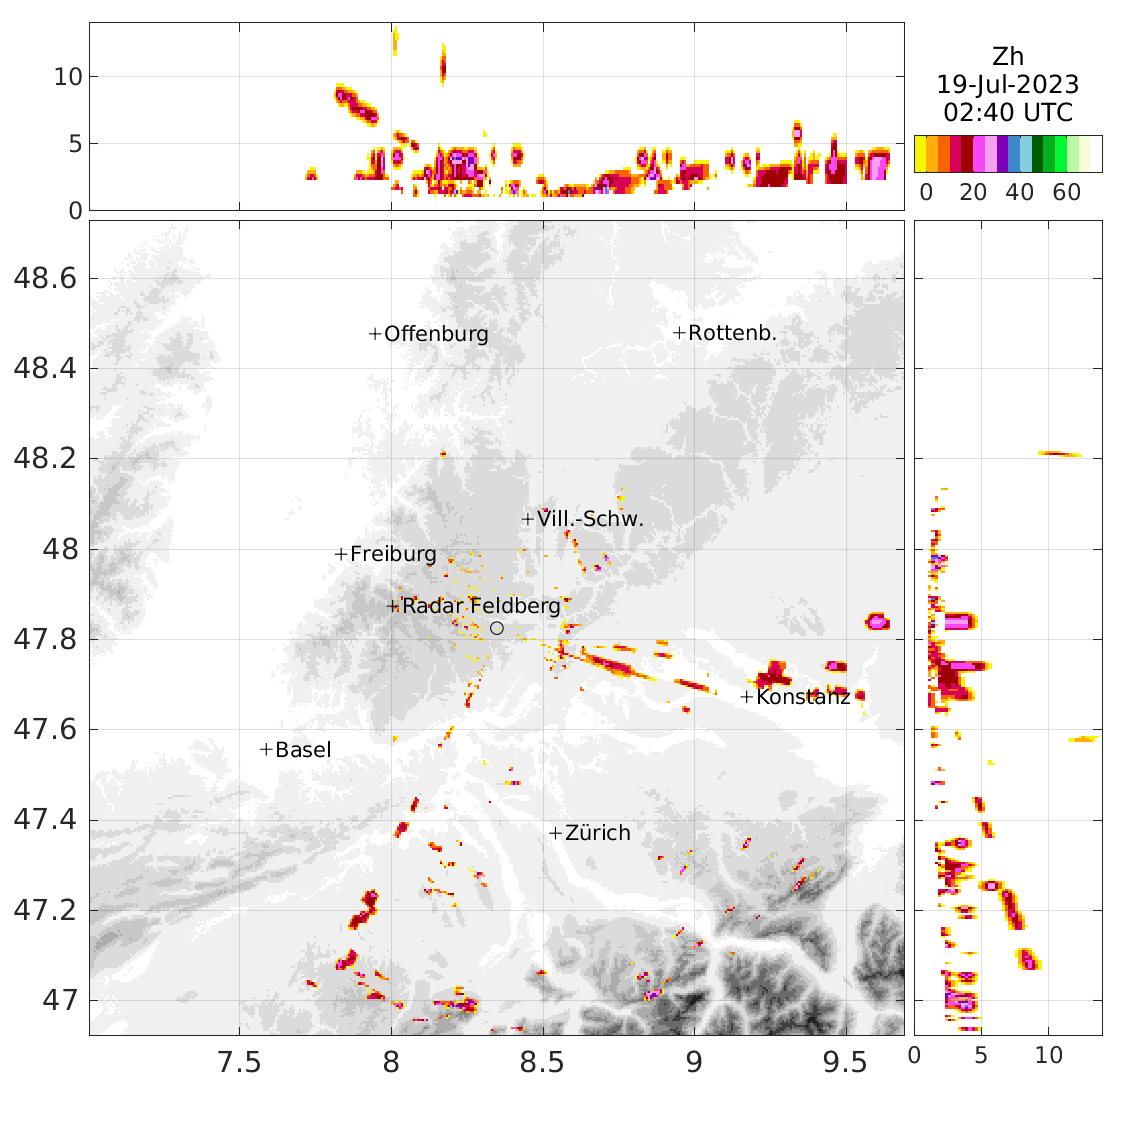 10
5
0
Zh
19-Jul-2023
02:40 UTC
0 20 40 60
48.6
48.4
48.2
48
47.8
47.6
47.4
47.2
47
+Offenburg
+Rottenb.
+Vill.-Schw.
+Freiburg
+Radar Feldberg
+Konstanz
+Basel
+Zürich
7.5 8 8.5 9 9.5
0 5 10